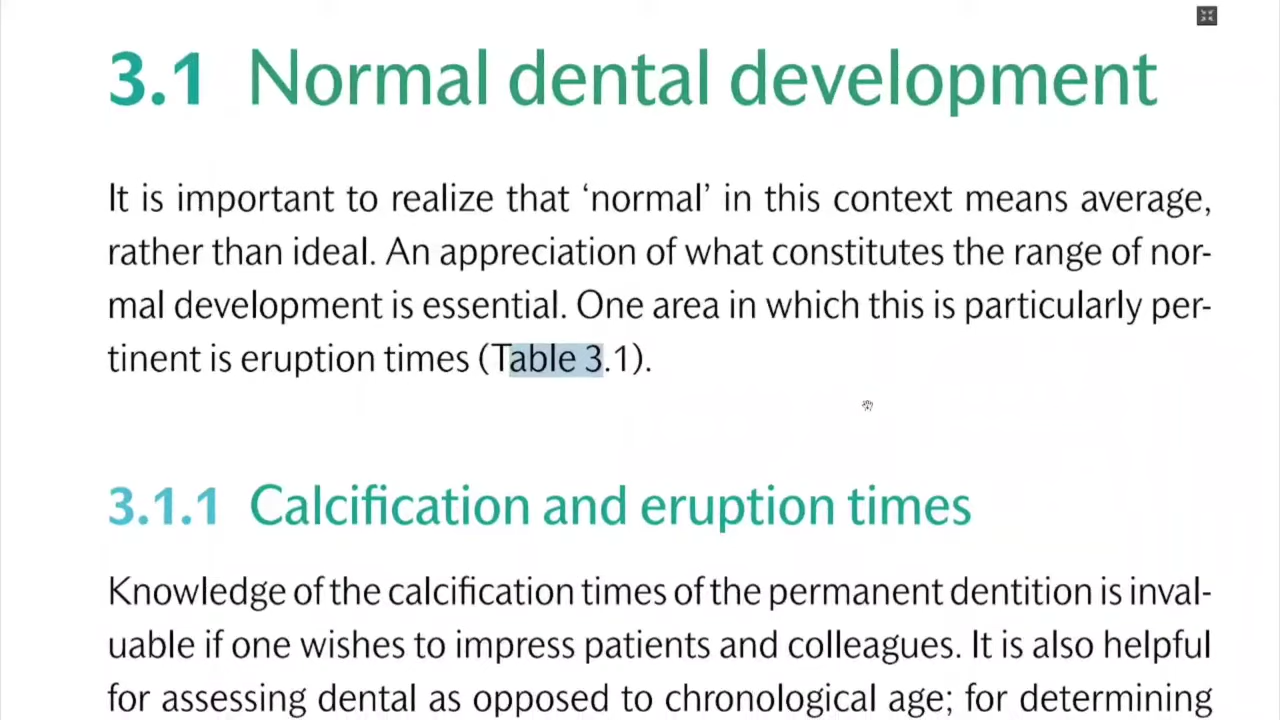 3.1 Normal dental development
It is important to realize that ‘normal’ in this context means average,
rather than ideal. An appreciation of what constitutes the range of nor-
mal development is essential. One area in which this is particularly per-
tinent is eruption times (Table 3.1).
3.1.1 Calcification and eruption times
Knowledge of the calcification times of the permanent dentition is inval-
uable if one wishes to impress patients and colleagues. It is also helpful
for assessing dental as opposed to chronological age; for determining